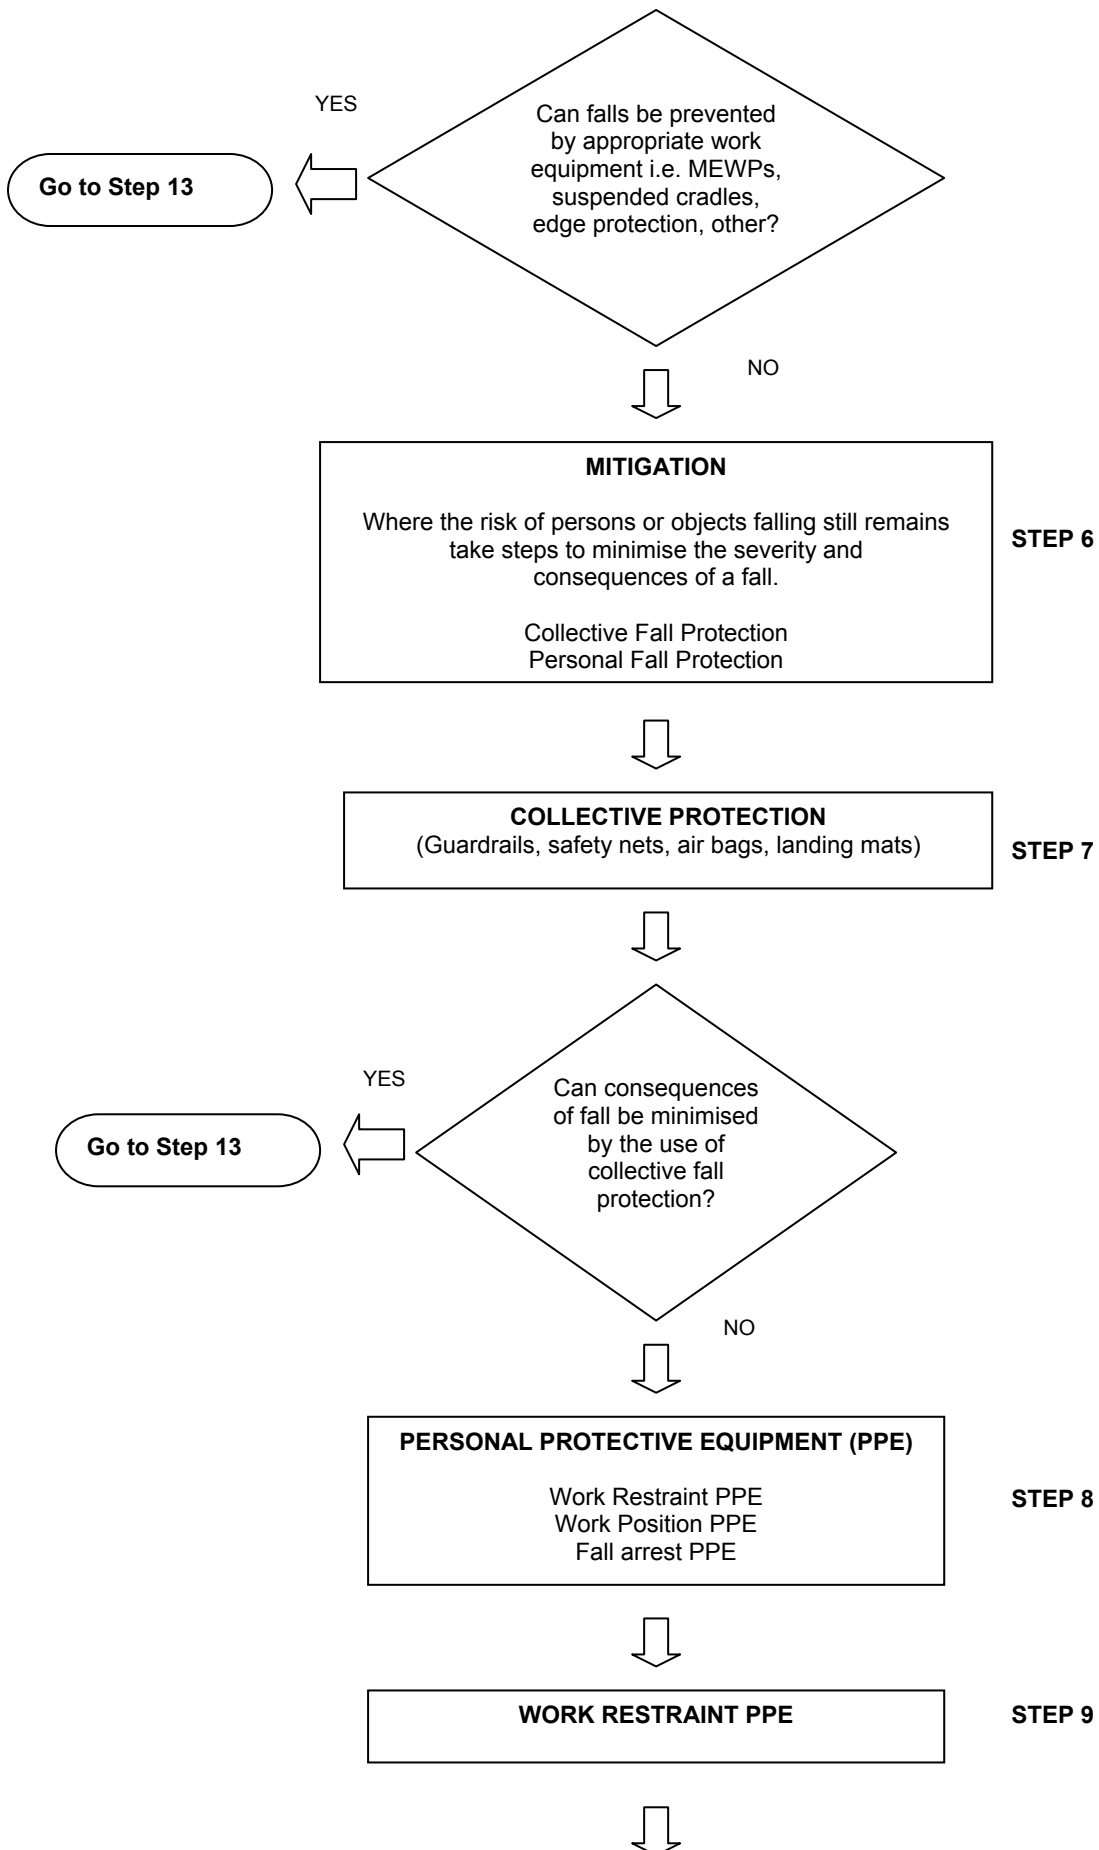 YES
Can falls be prevented
by appropriate work
equipment i.e. MEWPs,
suspended cradles,
edge protection, other?
Go to Step 13
NO
MITIGATION
Where the risk of persons or objects falling still remains
take steps to minimise the severity and
consequences of a fall.
Collective Fall Protection
Personal Fall Protection
STEP 6
COLLECTIVE PROTECTION
(Guardrails, safety nets, air bags, landing mats)
STEP 7
YES
Can consequences
of fall be minimised
by the use of
collective fall
protection?
Go to Step 13
NO
PERSONAL PROTECTIVE EQUIPMENT (PPE)
Work Restraint PPE
Work Position PPE
Fall arrest PPE
STEP 8
WORK RESTRAINT PPE
STEP 9